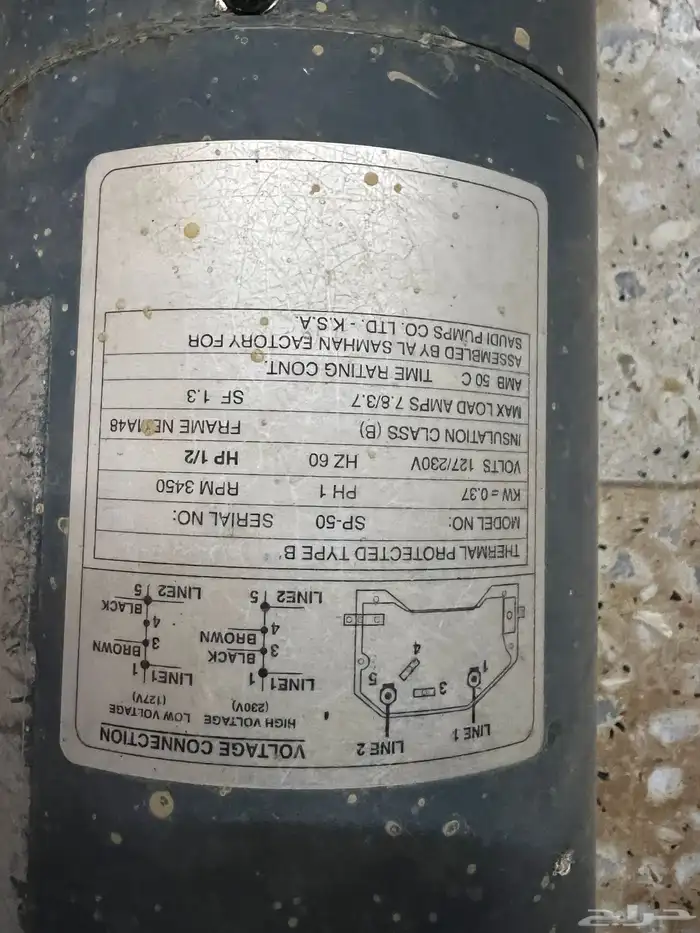 VOLTAGE CONNECTION
LINE 1
LINE 2
1
3
4
5
HIGH VOLTAGE
(230V)
LINE1
1
3
BLACK
4
BROWN
LINE2
5
LOW VOLTAGE
(127V)
LINE1
1
3
BROWN
4
BLACK
LINE2
5
THERMAL PROTECTED TYPE B'
MODEL NO: SP-50 SERIAL NO:
KW = 0.37 PH 1 RPM 3450
VOLTS 127/230V HZ 60 HP 1/2
INSULATION CLASS (B) FRAME NEMA48
MAX LOAD AMPS 7.8/3.7 SF 1.3
AMB 50 C TIME RATING CONT.
ASSEMBLED BY AL SAMHAN FACTORY FOR
SAUDI PUMPS CO. LTD. - K.S.A.
حراج